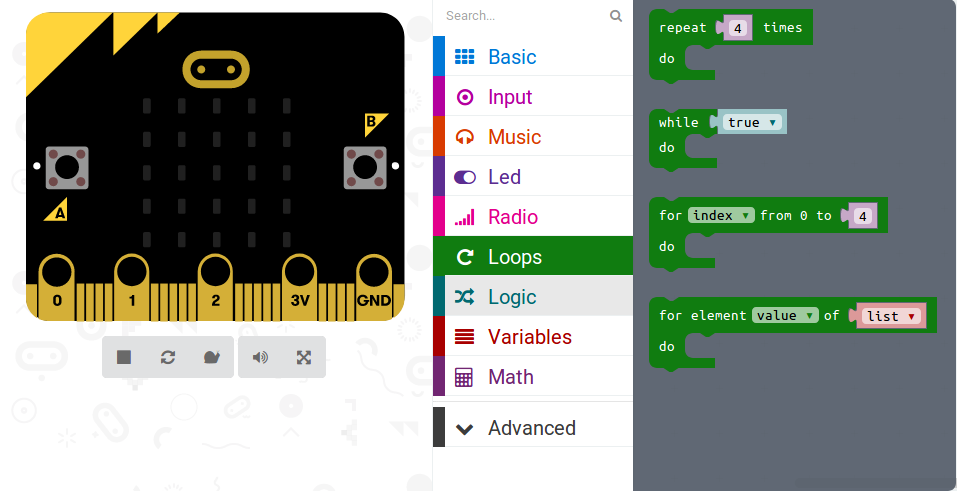 B
A
0 1 2 3V GND
Search...
Basic
Input
Music
Led
Radio
Loops
Logic
Variables
Math
Advanced
repeat 4 times
do
while true
do
for index from 0 to 4
do
for element value of list
do